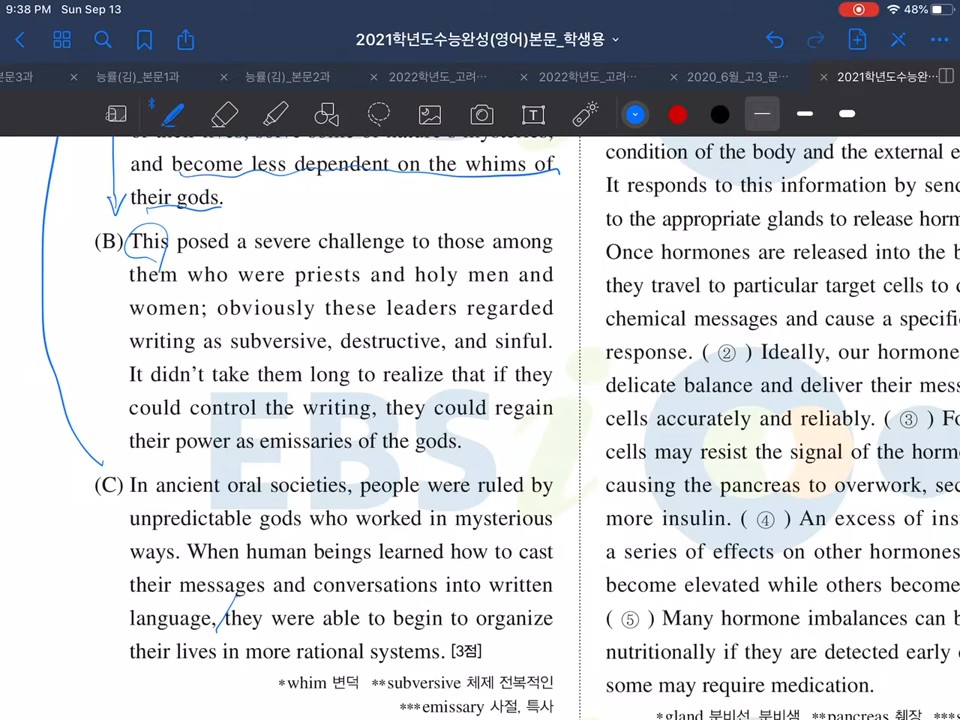 9:38 PM Sun Sep 13
48%
2021학년도수능완성(영어)본문_학생용
본문3과
능률(김)_본문1과
능률(김)_본문2과
2022학년도_고려…
2022학년도_고려…
2020_6월_고3_문…
2021학년도수능완…
and become less dependent on the whims of
their gods.
(B) This posed a severe challenge to those among
them who were priests and holy men and
women; obviously these leaders regarded
writing as subversive, destructive, and sinful.
It didn't take them long to realize that if they
could control the writing, they could regain
their power as emissaries of the gods.
(C) In ancient oral societies, people were ruled by
unpredictable gods who worked in mysterious
ways. When human beings learned how to cast
their messages and conversations into written
language, they were able to begin to organize
their lives in more rational systems. [3점]
*whim 변덕 **subversive 체제 전복적인
***emissary 사절, 특사
condition of the body and the external e
It responds to this information by send
to the appropriate glands to release horm
Once hormones are released into the b
they travel to particular target cells to d
chemical messages and cause a specifi
response. ( ② ) Ideally, our hormone
delicate balance and deliver their mess
cells accurately and reliably. ( ③ ) Fo
cells may resist the signal of the hormo
causing the pancreas to overwork, sec
more insulin. ( ④ ) An excess of ins
a series of effects on other hormones
become elevated while others become
( ⑤ ) Many hormone imbalances can b
nutritionally if they are detected early
some may require medication.
*gland 분비선, 분비샘 **pancreas 췌장
EBSi